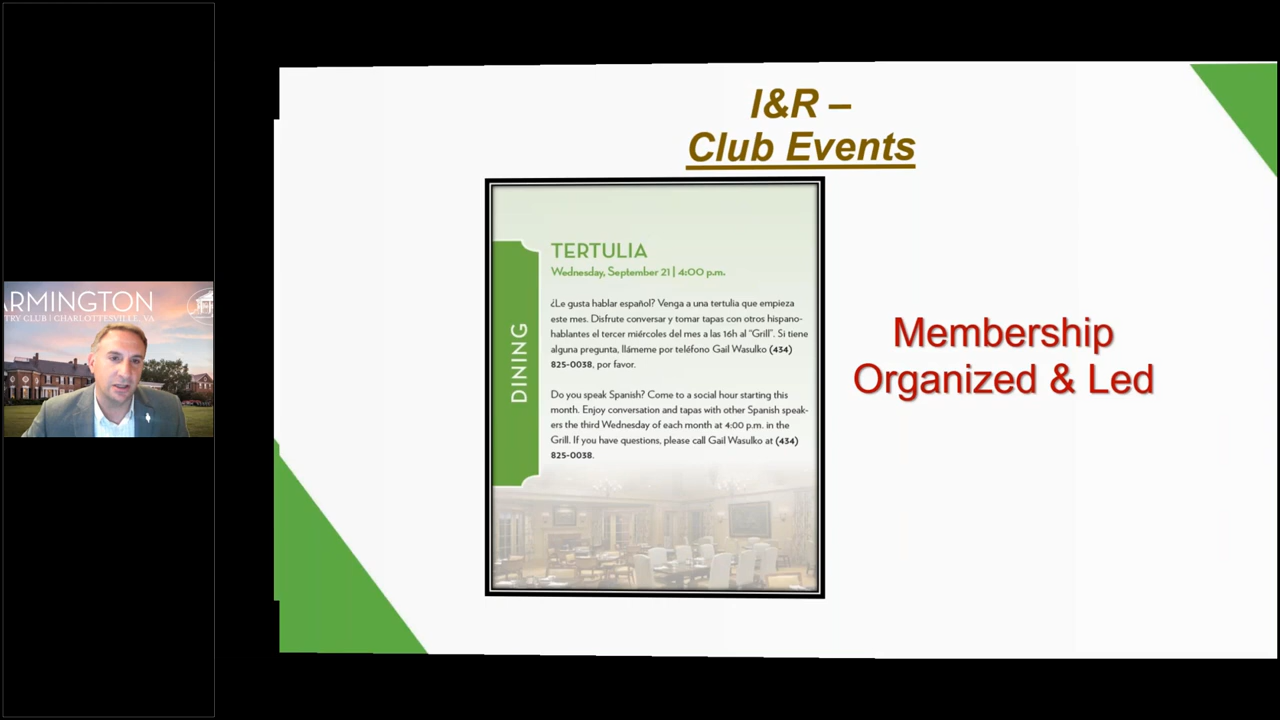 ARMINGTON
TRY CLUB | CHARLOTTESVILLE, VA
I&R –
Club Events
DINING
TERTULIA
Wednesday, September 21 | 4:00 p.m.
¿Le gusta hablar español? Venga a una tertulia que empieza
este mes. Disfrute conversar y tomar tapas con otros hispano-
hablantes el tercer miércoles del mes a las 16h al “Grill”. Si tiene
alguna pregunta, llámeme por teléfono Gail Wasulko (434)
825-0038, por favor.
Do you speak Spanish? Come to a social hour starting this
month. Enjoy conversation and tapas with other Spanish speak-
ers the third Wednesday of each month at 4:00 p.m. in the
Grill. If you have questions, please call Gail Wasulko at (434)
825-0038.
Membership
Organized & Led